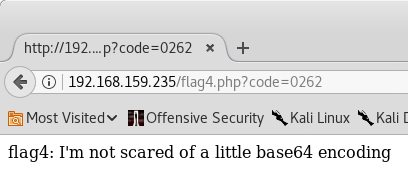 http://192....p?code=0262 × +
192.168.159.235/flag4.php?code=0262
Most Visited Offensive Security Kali Linux Kali D
flag4: I'm not scared of a little base64 encoding